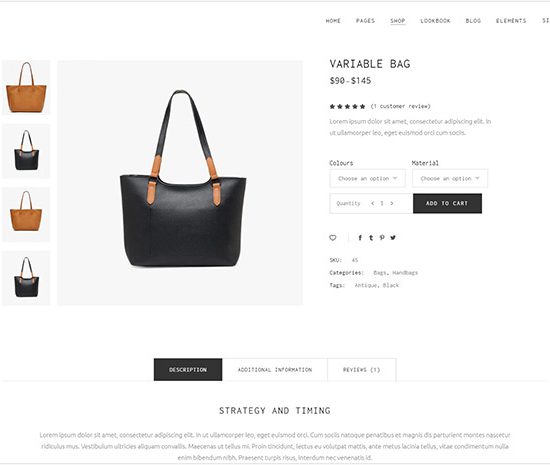 HOME PAGES SHOP LOOKBOOK BLOG ELEMENTS
VARIABLE BAG
$90–$145
(1 customer review)
Lorem ipsum dolor sit amet, consectetur adipiscing elit. In
ut ullamcorper leo, eget euismod orci cum sociis.
Colours Material
Choose an option Choose an option
Quantity < 1 > ADD TO CART
SKU: 45
Categories: Bags, Handbags
Tags: Antique, Black
DESCRIPTION ADDITIONAL INFORMATION REVIEWS (1)
STRATEGY AND TIMING
Lorem ipsum dolor sit amet, consectetur adipiscing elit. In ut ullamcorper leo, eget euismod orci. Cum sociis natoque penatibus et magnis dis parturient montes nascetur
ridiculus mus. Vestibulum ultricies aliquam convallis. Maecenas ut tellus mi. Proin tincidunt, lectus eu volutpat mattis, ante metus lacinia tellus, vitae condimentum nulla
enim bibendum nibh. Praesent turpis risus, interdum nec venenatis id.